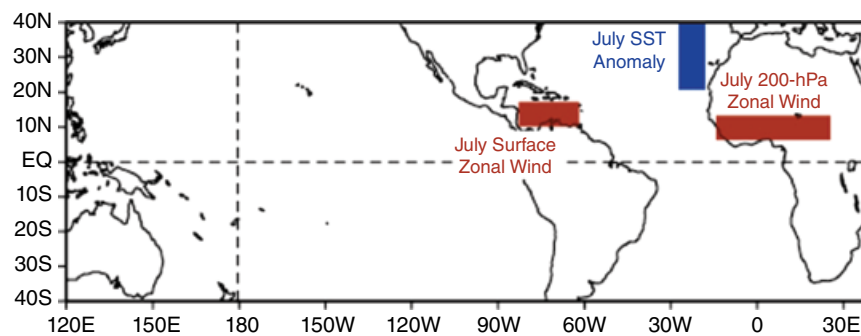 40N
30N
20N
10N
EQ
10S
20S
30S
40S
July SST
Anomaly
July 200-hPa
Zonal Wind
July Surface
Zonal Wind
120E 150E 180 150W 120W 90W 60W 30W 0 30E